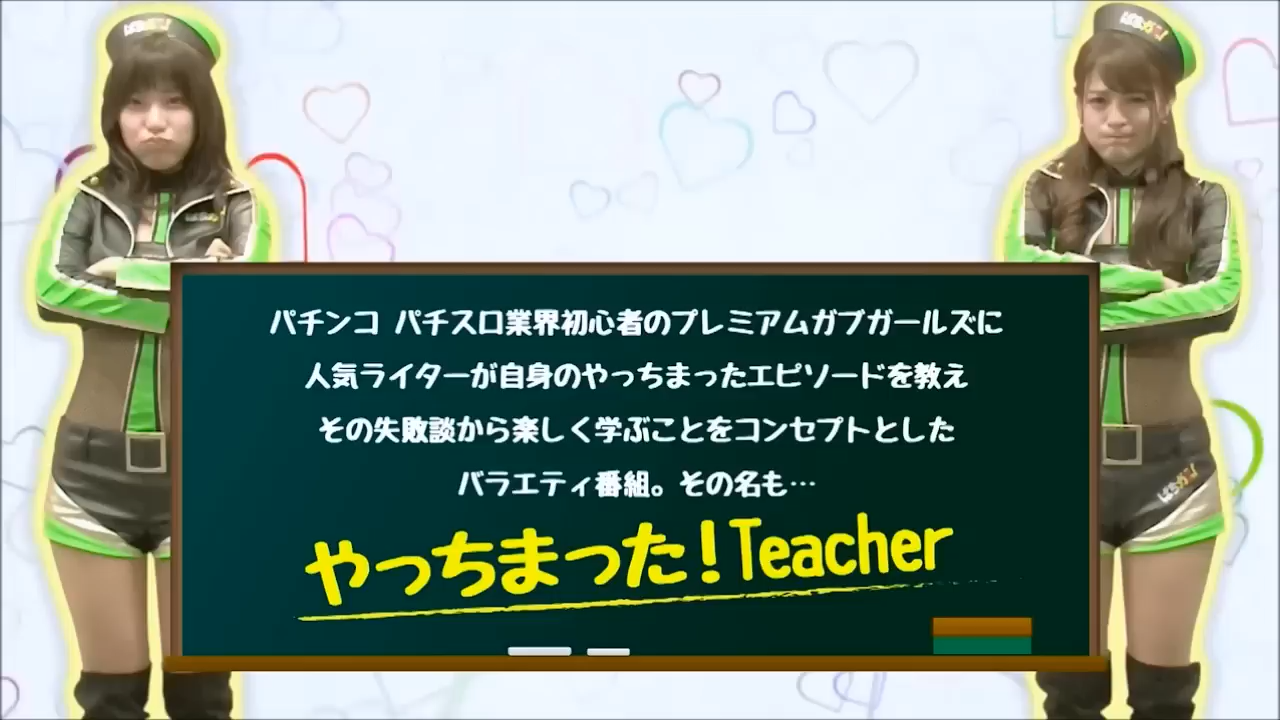 パチンコ パチスロ業界初心者のプレミアムガブガールズに
人気ライターが自身のやっちまったエピソードを教え
その失敗談から楽しく学ぶことをコンセプトとした
バラエティ番組。その名も…
やっちまった！Teacher